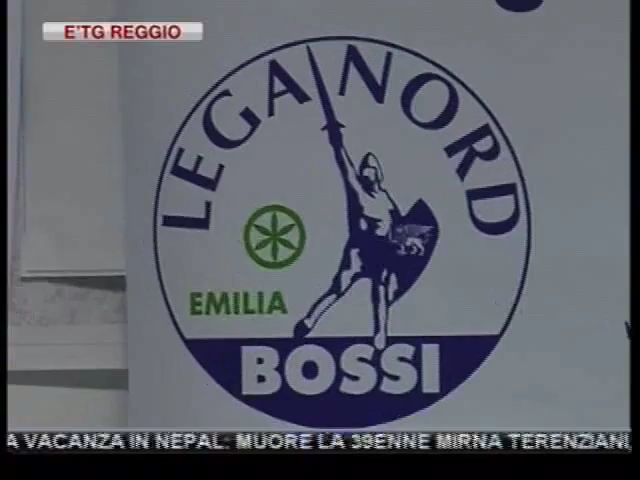 E'TG REGGIO
LEGA NORD
EMILIA
BOSSI
A VACANZA IN NEPAL: MUORE LA 39ENNE MIRNA TERENZIANI,